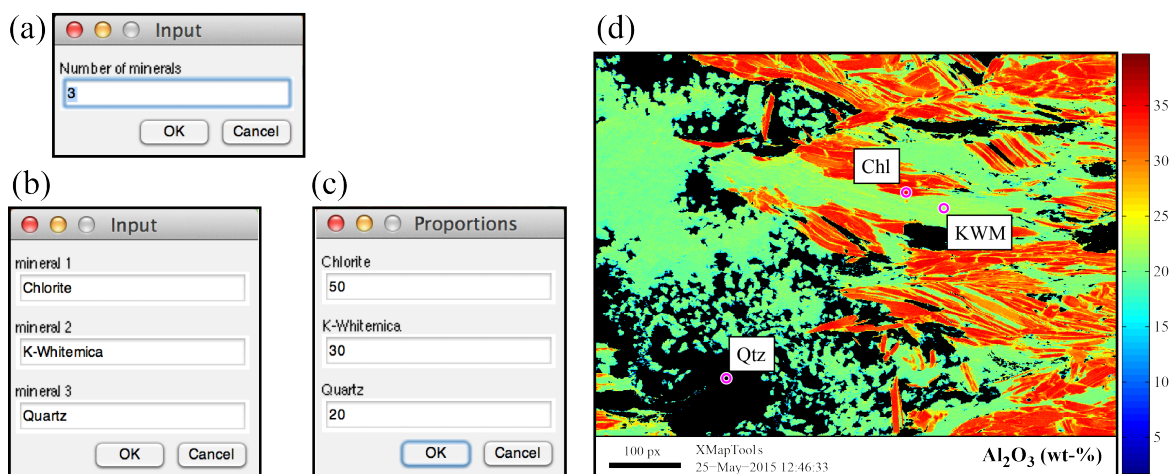 (a)
Input
Number of minerals
3
OK Cancel
(b)
Input
mineral 1
Chlorite
mineral 2
K-Whitemica
mineral 3
Quartz
OK Cancel
(c)
Proportions
Chlorite
50
K-Whitemica
30
Quartz
20
OK Cancel
(d)
Chl
KWM
Qtz
35
30
25
20
15
10
5
100 px
XMapTools
25-May-2015 12:46:33
Al₂O₃ (wt-%)